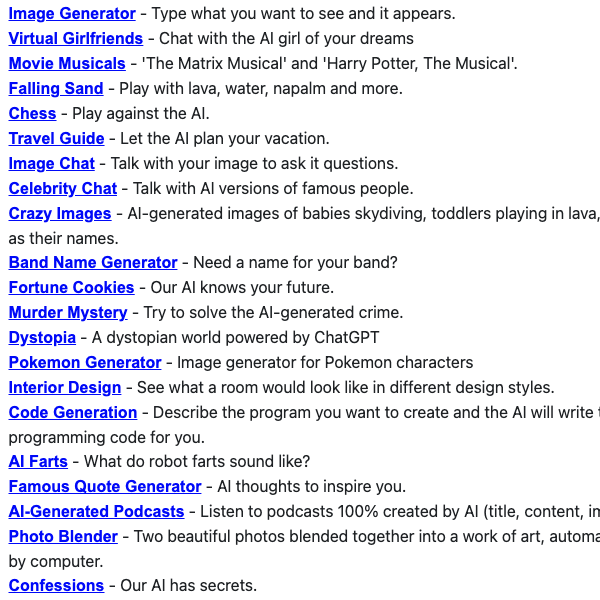 Image Generator - Type what you want to see and it appears.
Virtual Girlfriends - Chat with the AI girl of your dreams
Movie Musicals - 'The Matrix Musical' and 'Harry Potter, The Musical'.
Falling Sand - Play with lava, water, napalm and more.
Chess - Play against the AI.
Travel Guide - Let the AI plan your vacation.
Image Chat - Talk with your image to ask it questions.
Celebrity Chat - Talk with AI versions of famous people.
Crazy Images - AI-generated images of babies skydiving, toddlers playing in lava,
as their names.
Band Name Generator - Need a name for your band?
Fortune Cookies - Our AI knows your future.
Murder Mystery - Try to solve the AI-generated crime.
Dystopia - A dystopian world powered by ChatGPT
Pokemon Generator - Image generator for Pokemon characters
Interior Design - See what a room would look like in different design styles.
Code Generation - Describe the program you want to create and the AI will write
programming code for you.
AI Farts - What do robot farts sound like?
Famous Quote Generator - AI thoughts to inspire you.
AI-Generated Podcasts - Listen to podcasts 100% created by AI (title, content,
Photo Blender - Two beautiful photos blended together into a work of art,
by computer.
Confessions - Our AI has secrets.